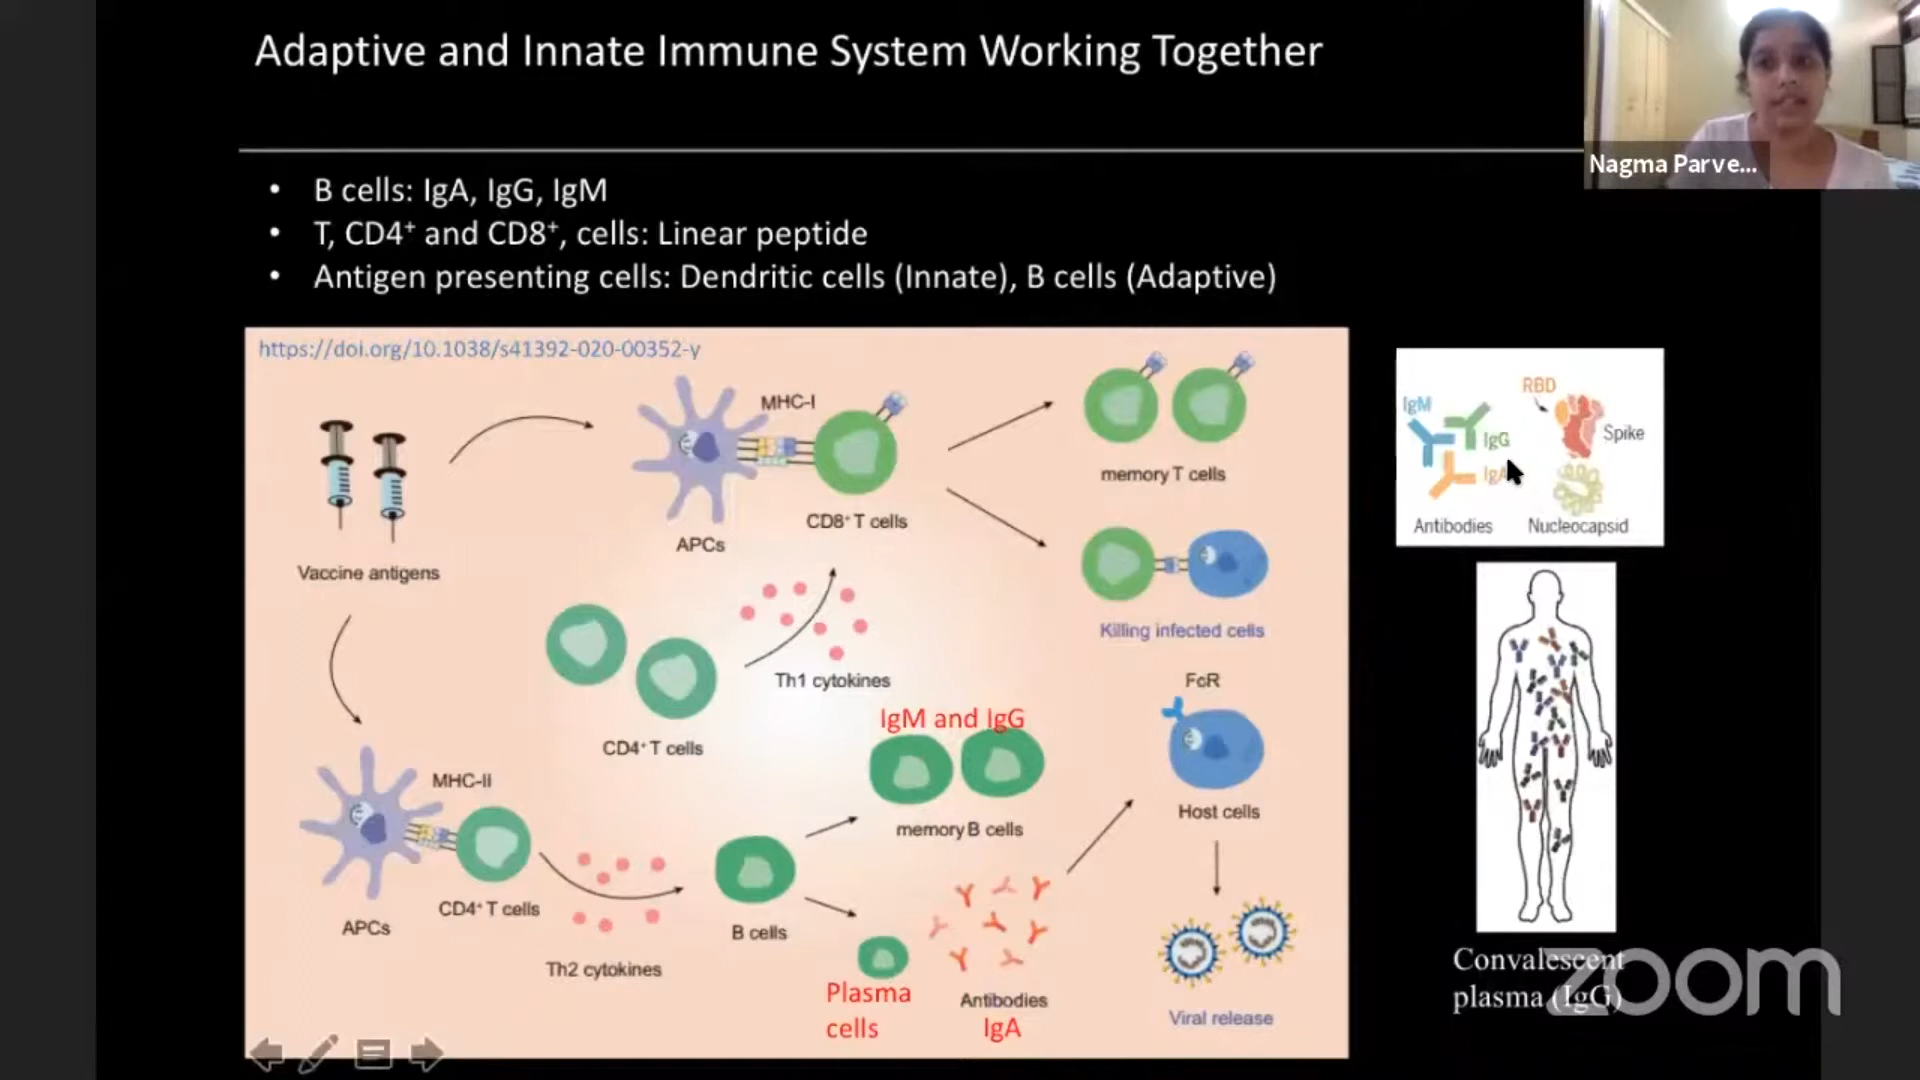 Adaptive and Innate Immune System Working Together
Nagma Parve...
• B cells: IgA, IgG, IgM
• T, CD4⁺ and CD8⁺, cells: Linear peptide
• Antigen presenting cells: Dendritic cells (Innate), B cells (Adaptive)
https://doi.org/10.1038/s41392-020-00352-y
MHC-I
CD8⁺ T cells
APCs
memory T cells
Vaccine antigens
Killing infected cells
Th1 cytokines
CD4⁺ T cells
IgM and IgG
memory B cells
FcR
Host cells
MHC-II
CD4⁺ T cells
APCs
Th2 cytokines
B cells
Plasma
cells
Antibodies
IgA
Viral release
RBD
IgM
IgG
Spike
IgA
Antibodies
Nucleocapsid
Convalescent
plasma (IgG)
zoom